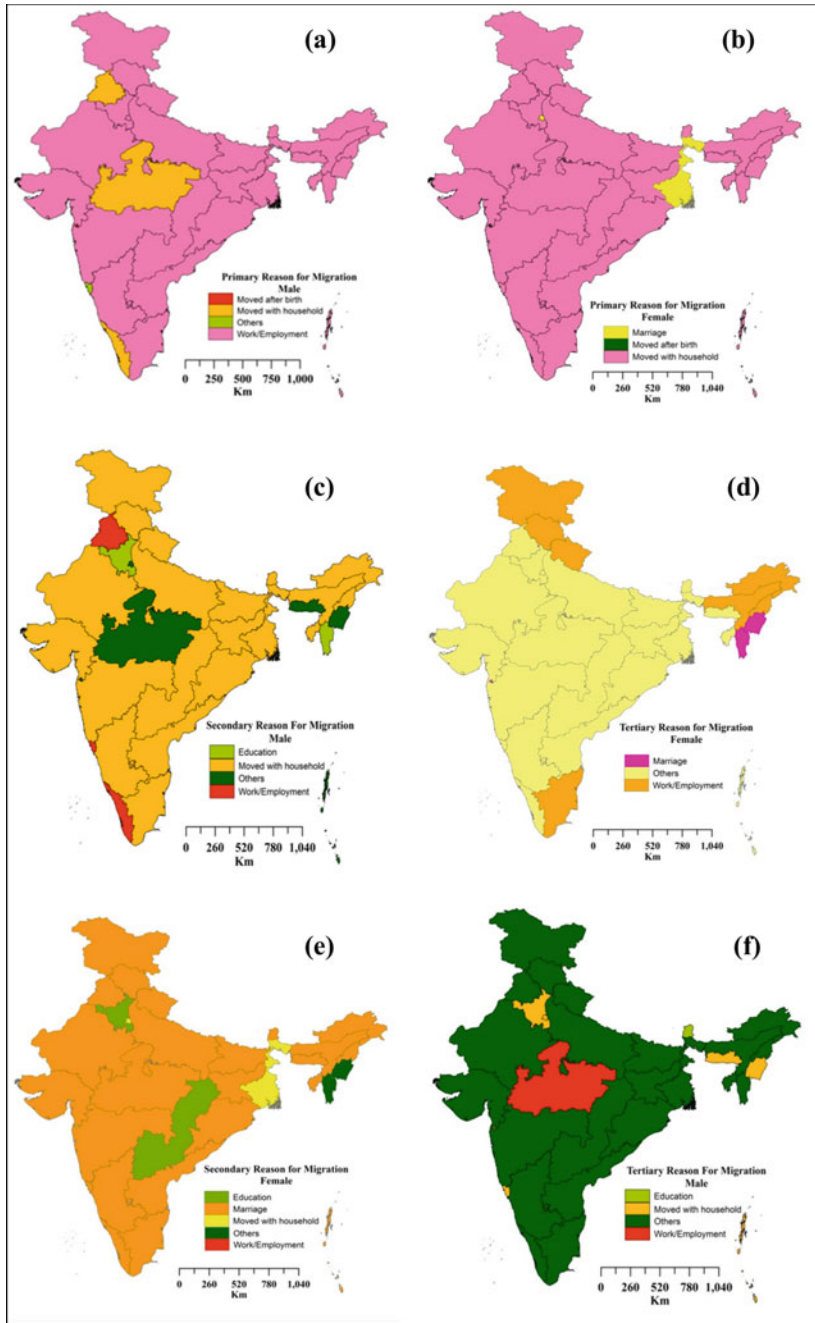 (a)
Primary Reason for Migration
Male
Moved after birth
Moved with household
Others
Work/Employment
0 250 500 750 1,000
Km
(b)
Primary Reason for Migration
Female
Marriage
Moved after birth
Moved with household
0 260 520 780 1,040
Km
(c)
Secondary Reason For Migration
Male
Education
Moved with household
Others
Work/Employment
0 260 520 780 1,040
Km
(d)
Tertiary Reason for Migration
Female
Marriage
Others
Work/Employment
0 260 520 780 1,040
Km
(e)
Secondary Reason for Migration
Female
Education
Marriage
Moved with household
Others
Work/Employment
0 260 520 780 1,040
Km
(f)
Tertiary Reason For Migration
Male
Education
Moved with household
Others
Work/Employment
0 260 520 780 1,040
Km